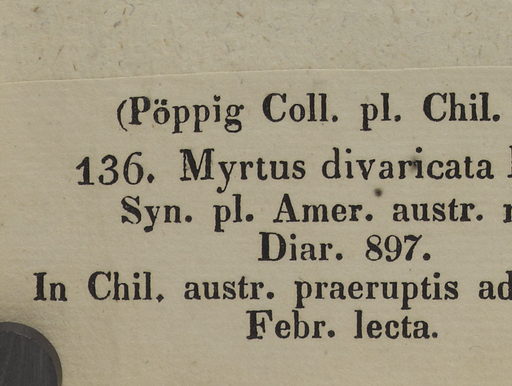 (Pöppig Coll. pl. Chil.
136. Myrtus divaricata
Syn. pl. Amer. austr.
Diar. 897.
In Chil. austr. praeruptis ad
Febr. lecta.